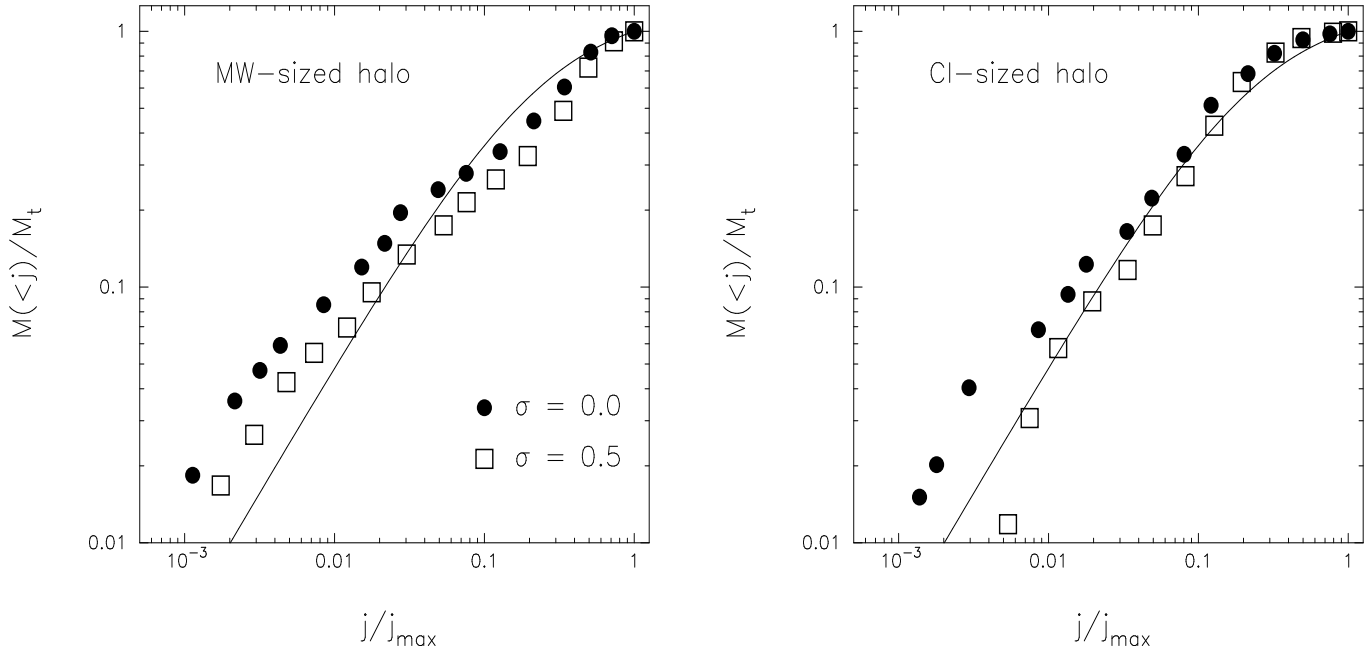 MW-sized halo
σ = 0.0
σ = 0.5
1
0.1
0.01
10⁻³
0.01
0.1
1
M(<j)/M_t
j/j_max
Cl-sized halo
1
0.1
0.01
10⁻³
0.01
0.1
1
M(<j)/M_t
j/j_max